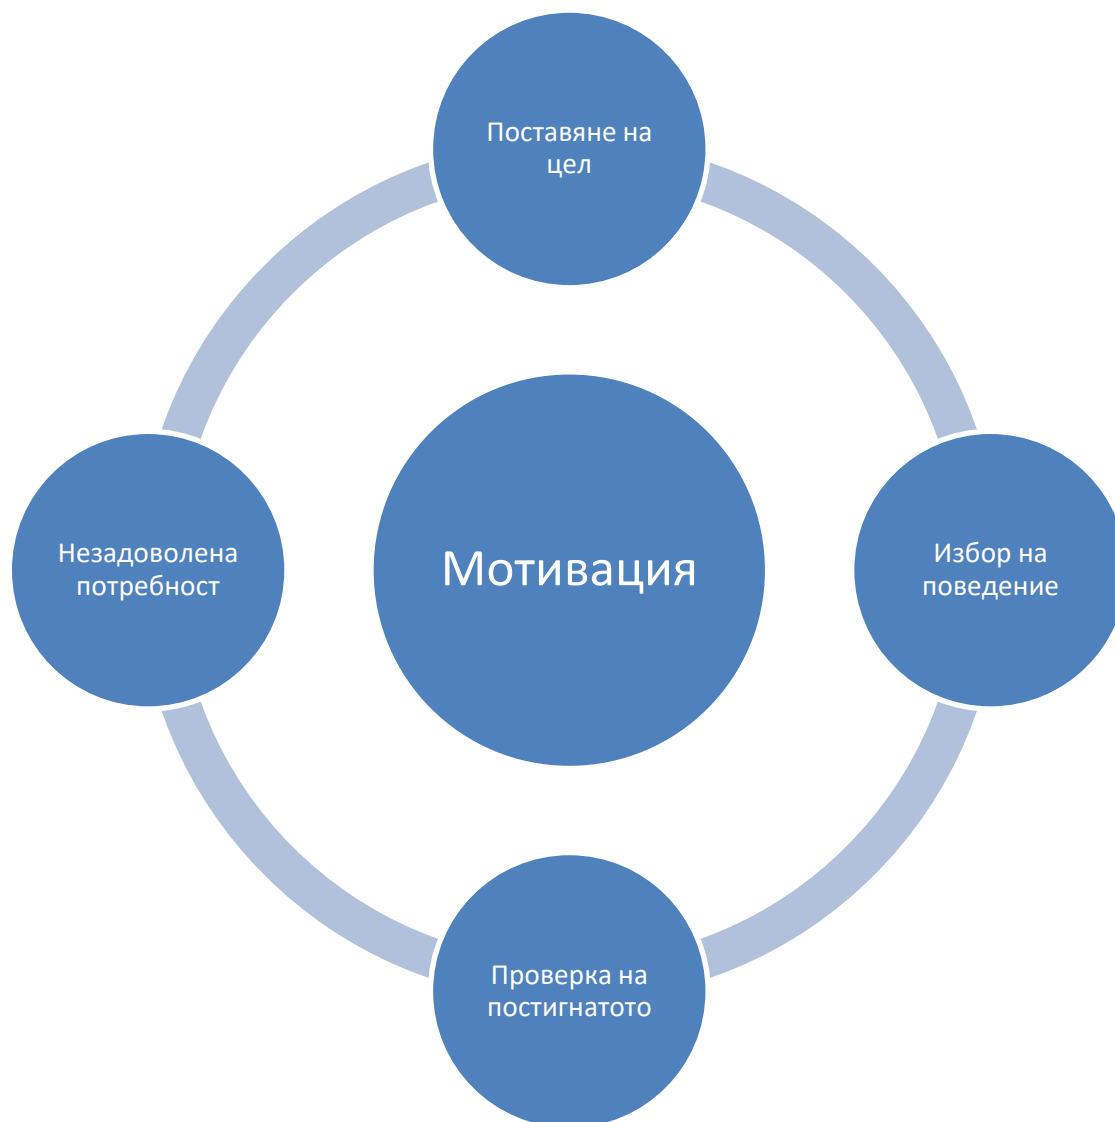 Поставяне на
цел
Незадоволена
потребност
Мотивация
Избор на
поведение
Проверка на
постигнатото